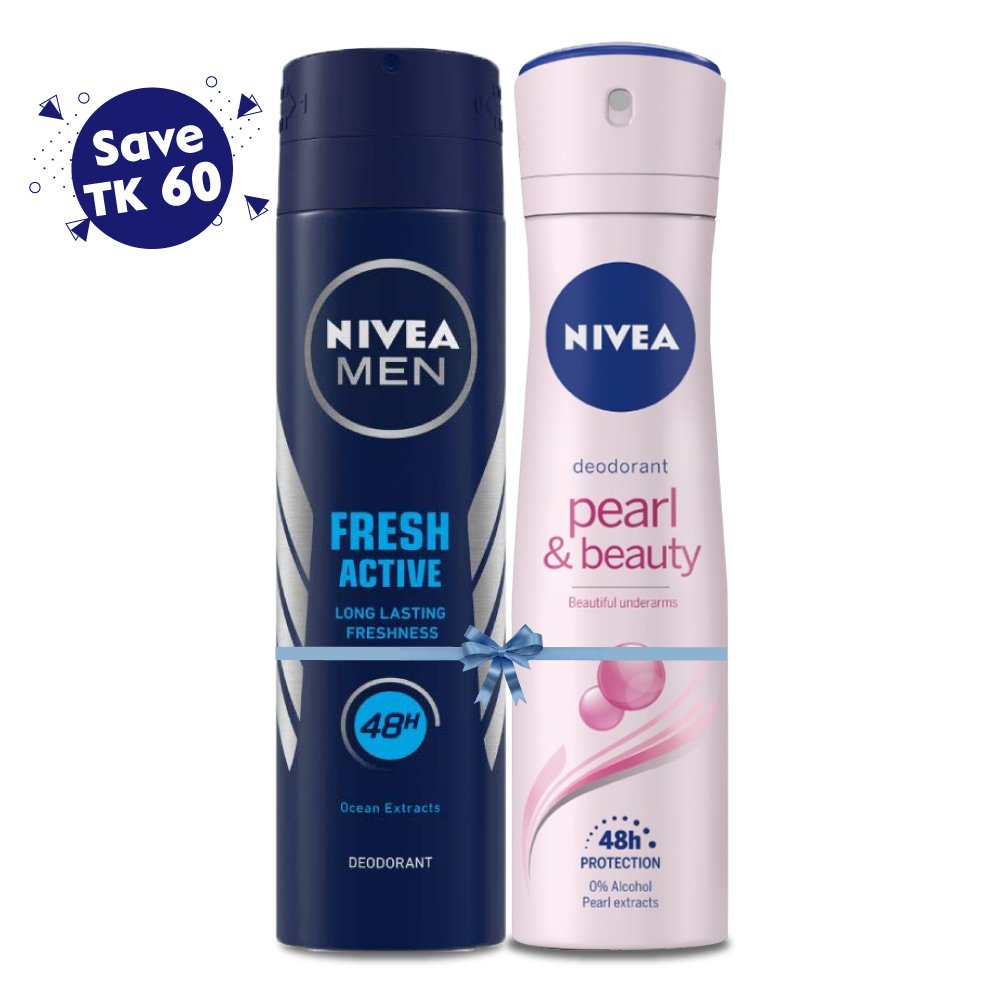 Save
TK 60
NIVEA
MEN
FRESH
ACTIVE
LONG LASTING
FRESHNESS
48H
Ocean Extracts
DEODORANT
NIVEA
deodorant
pearl
& beauty
Beautiful underarms
48h
PROTECTION
0% Alcohol
Pearl extracts